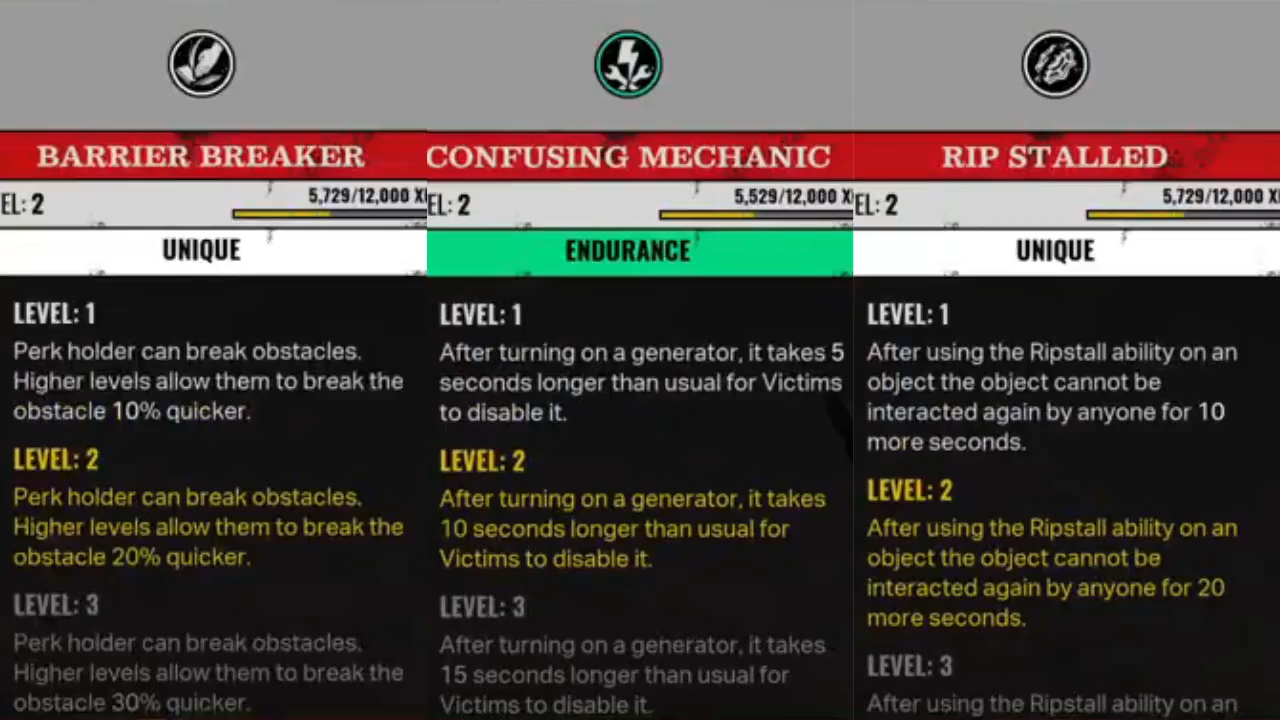 BARRIER BREAKER
EL: 2
5,729/12,000 X
UNIQUE
LEVEL: 1
Perk holder can break obstacles.
Higher levels allow them to break the
obstacle 10% quicker.
LEVEL: 2
Perk holder can break obstacles.
Higher levels allow them to break the
obstacle 20% quicker.
LEVEL: 3
Perk holder can break obstacles.
Higher levels allow them to break the
obstacle 30% quicker.
CONFUSING MECHANIC
EL: 2
5,529/12,000 X
ENDURANCE
LEVEL: 1
After turning on a generator, it takes 5
seconds longer than usual for Victims
to disable it.
LEVEL: 2
After turning on a generator, it takes
10 seconds longer than usual for
Victims to disable it.
LEVEL: 3
After turning on a generator, it takes
15 seconds longer than usual for
Victims to disable it.
RIP STALLED
EL: 2
5,729/12,000 X
UNIQUE
LEVEL: 1
After using the Ripstall ability on an
object the object cannot be
interacted again by anyone for 10
more seconds.
LEVEL: 2
After using the Ripstall ability on an
object the object cannot be
interacted again by anyone for 20
more seconds.
LEVEL: 3
After using the Ripstall ability on an